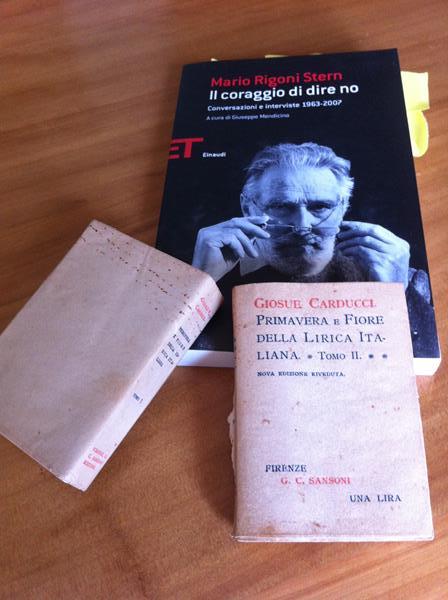 Mario Rigoni Stern
Il coraggio di dire no
Conversazioni e interviste 1963-2007
A cura di Giuseppe Mendicino
ET
Einaudi
GIOSUE CARDUCCI.
PRIMAVERA E FIORE
DELLA LIRICA ITA-
LIANA. * TOMO II. * *
NOVA EDIZIONE RIVEDUTA.
FIRENZE
G. C. SANSONI
UNA LIRA